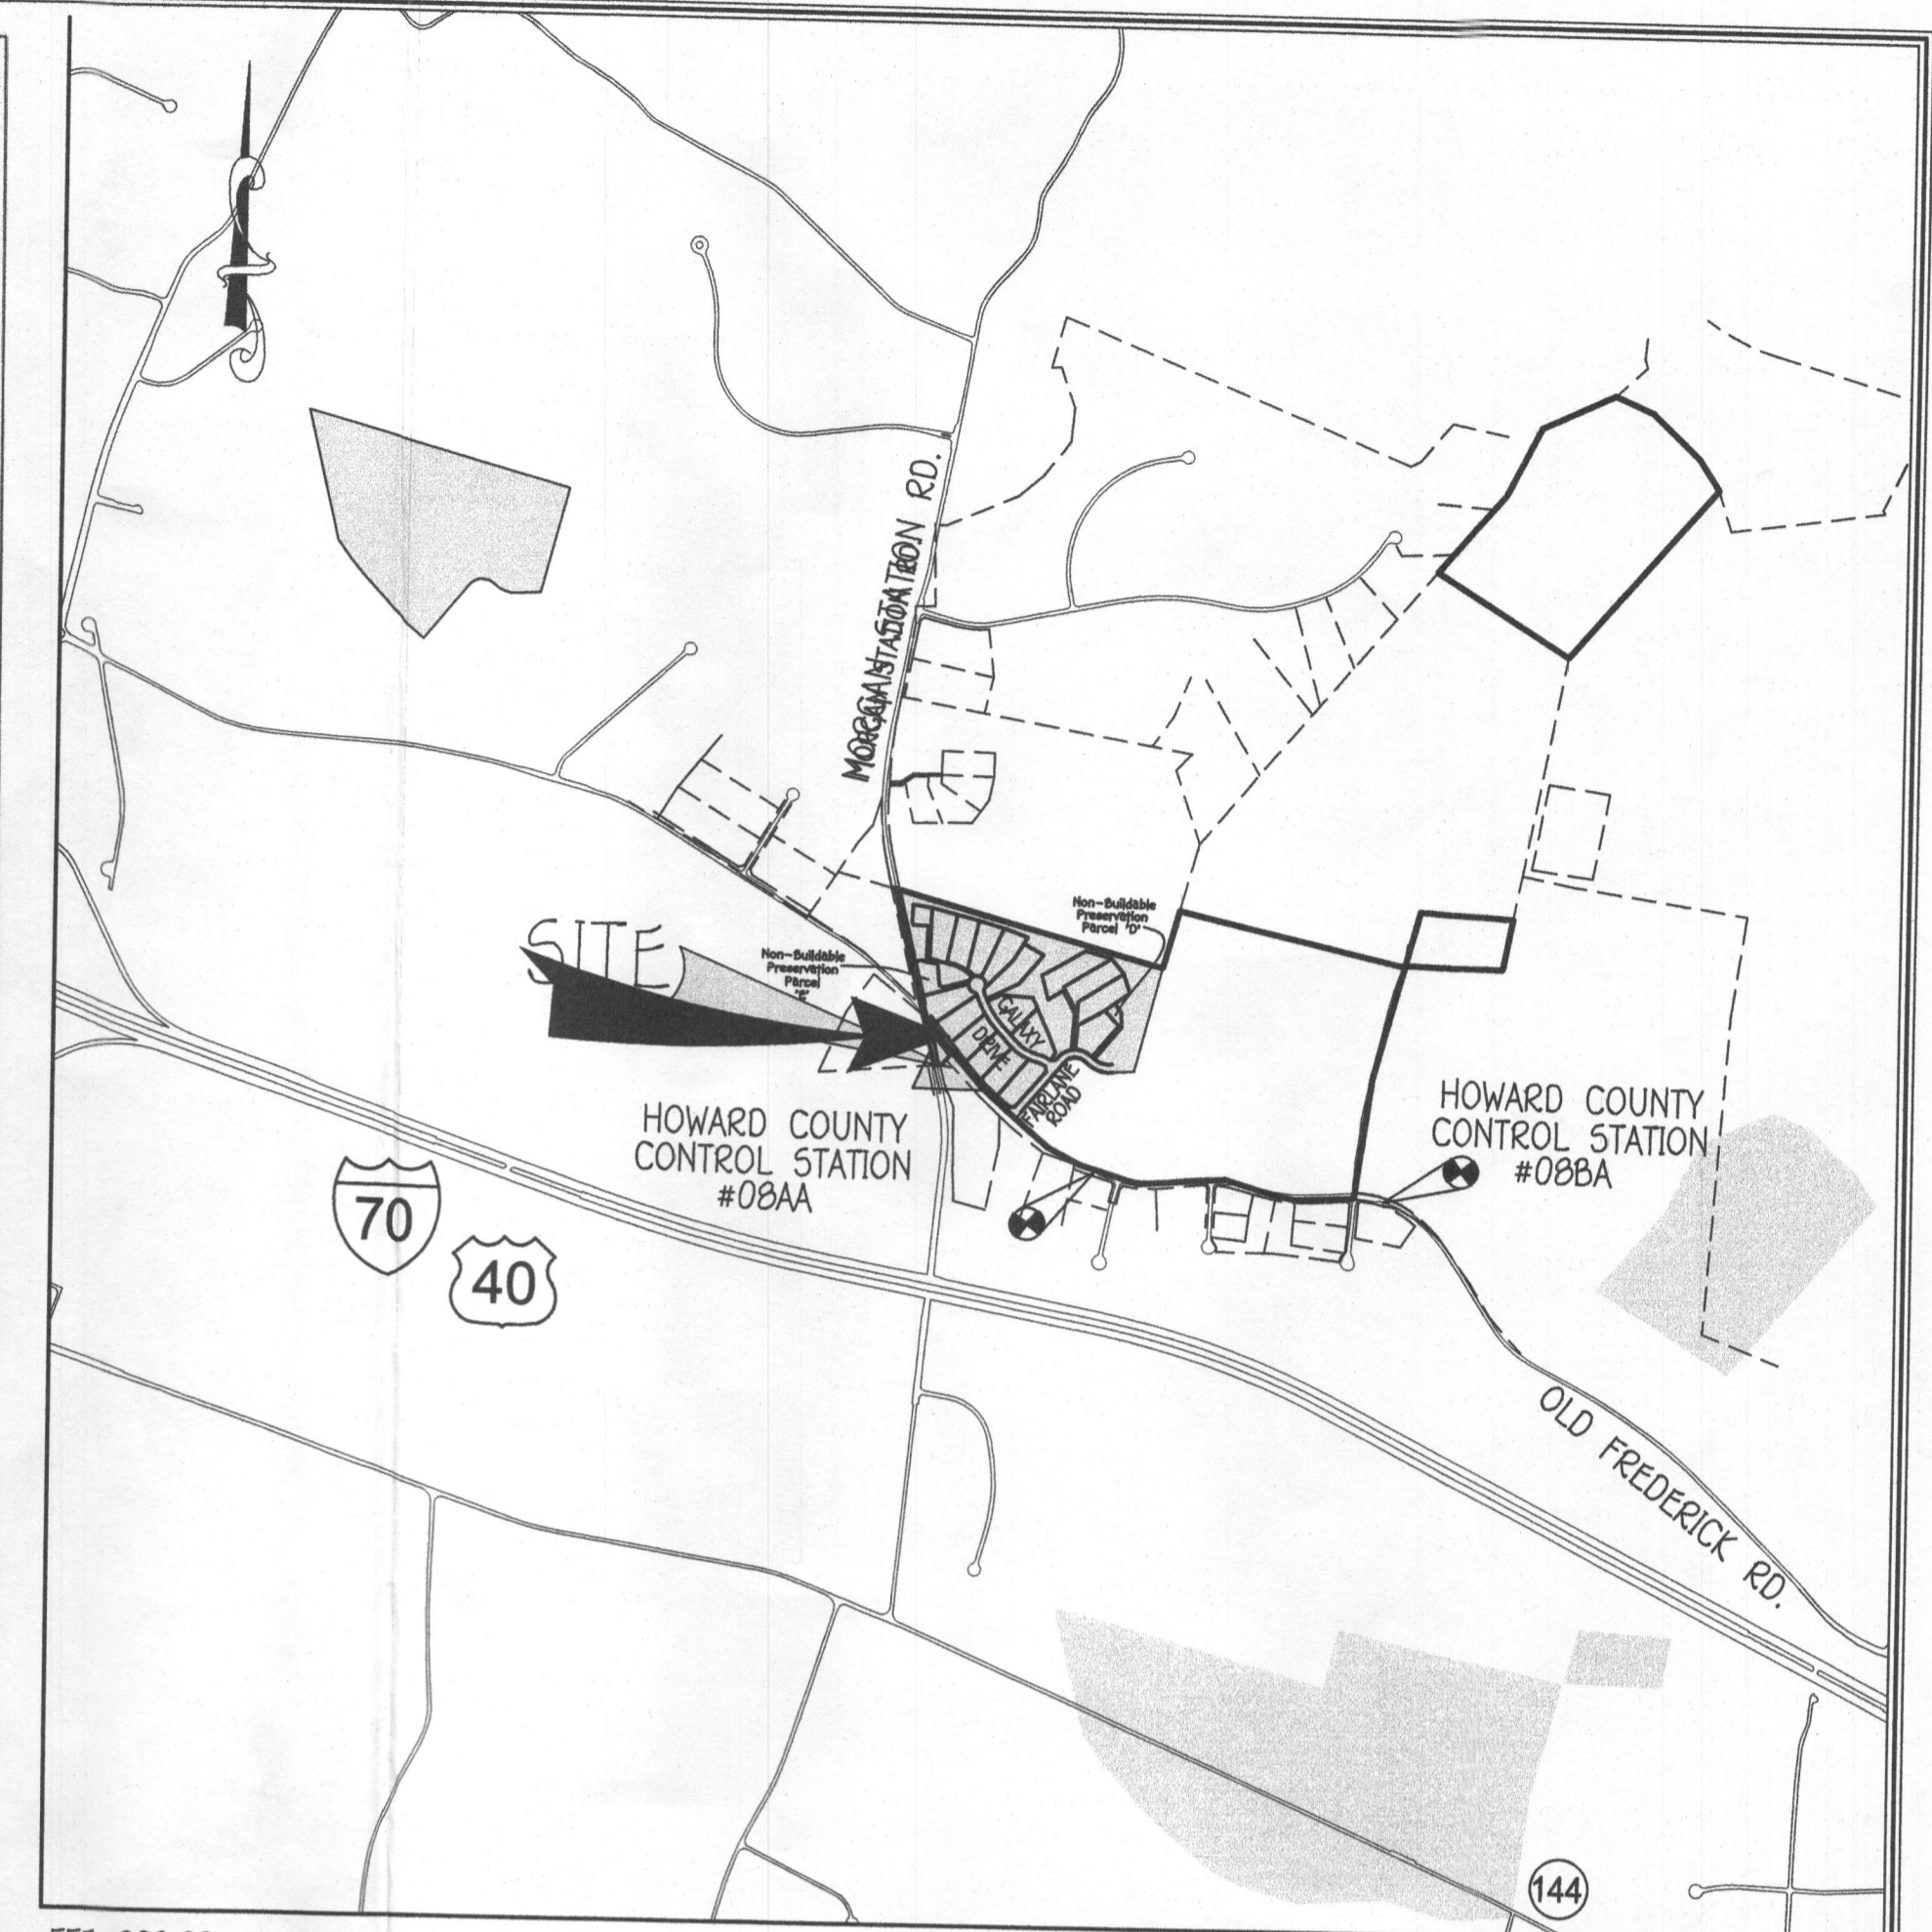 MORGAN STATION RD.
Non-Buildable
Preservation
Parcel 'D'
SITE
Non-Buildable
Preservation
Parcel
'E'
GALAXY
DRIVE
FAIRLANE
ROAD
HOWARD COUNTY
CONTROL STATION
#08AA
HOWARD COUNTY
CONTROL STATION
#08BA
70
40
OLD FREDERICK RD.
144